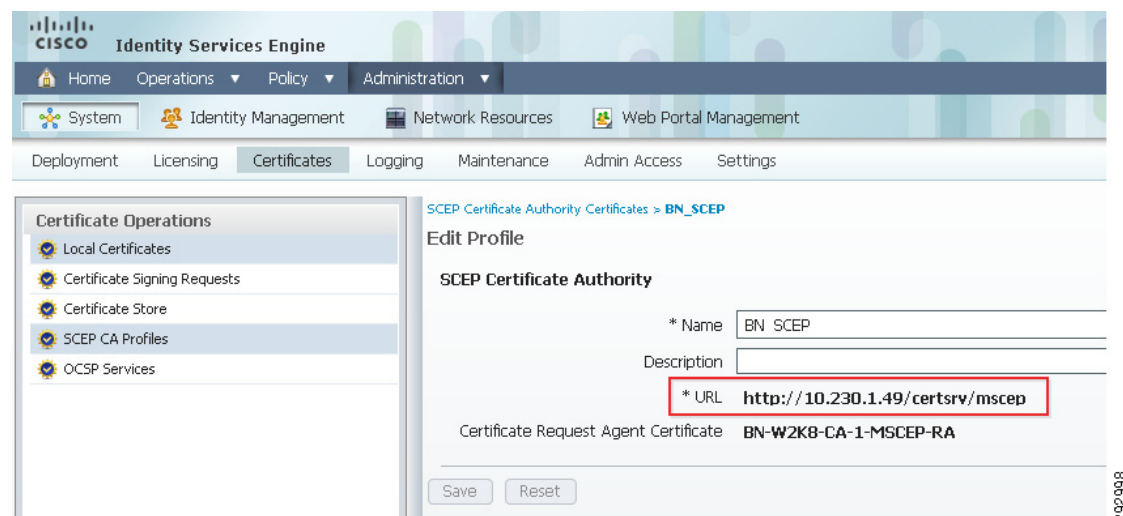 CISCO Identity Services Engine
Home Operations ▼ Policy ▼ Administration ▼
System Identity Management Network Resources Web Portal Management
Deployment Licensing Certificates Logging Maintenance Admin Access Settings
Certificate Operations
Local Certificates
Certificate Signing Requests
Certificate Store
SCEP CA Profiles
OCSP Services
SCEP Certificate Authority Certificates > BN_SCEP
Edit Profile
SCEP Certificate Authority
* Name BN_SCEP
Description
* URL http://10.230.1.49/certsrv/mscep
Certificate Request Agent Certificate BN-W2K8-CA-1-MSCEP-RA
Save Reset